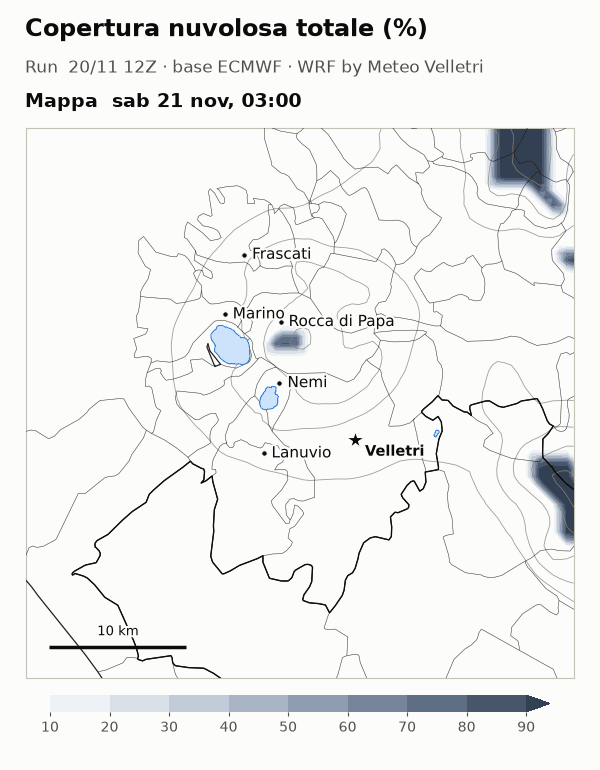 Copertura nuvolosa totale (%)
Run  20/11 12Z · base ECMWF · WRF by Meteo Velletri
Mappa  sab 21 nov, 03:00
Frascati
Marino
Rocca di Papa
Nemi
Velletri
Lanuvio
10 km
10 20 30 40 50 60 70 80 90